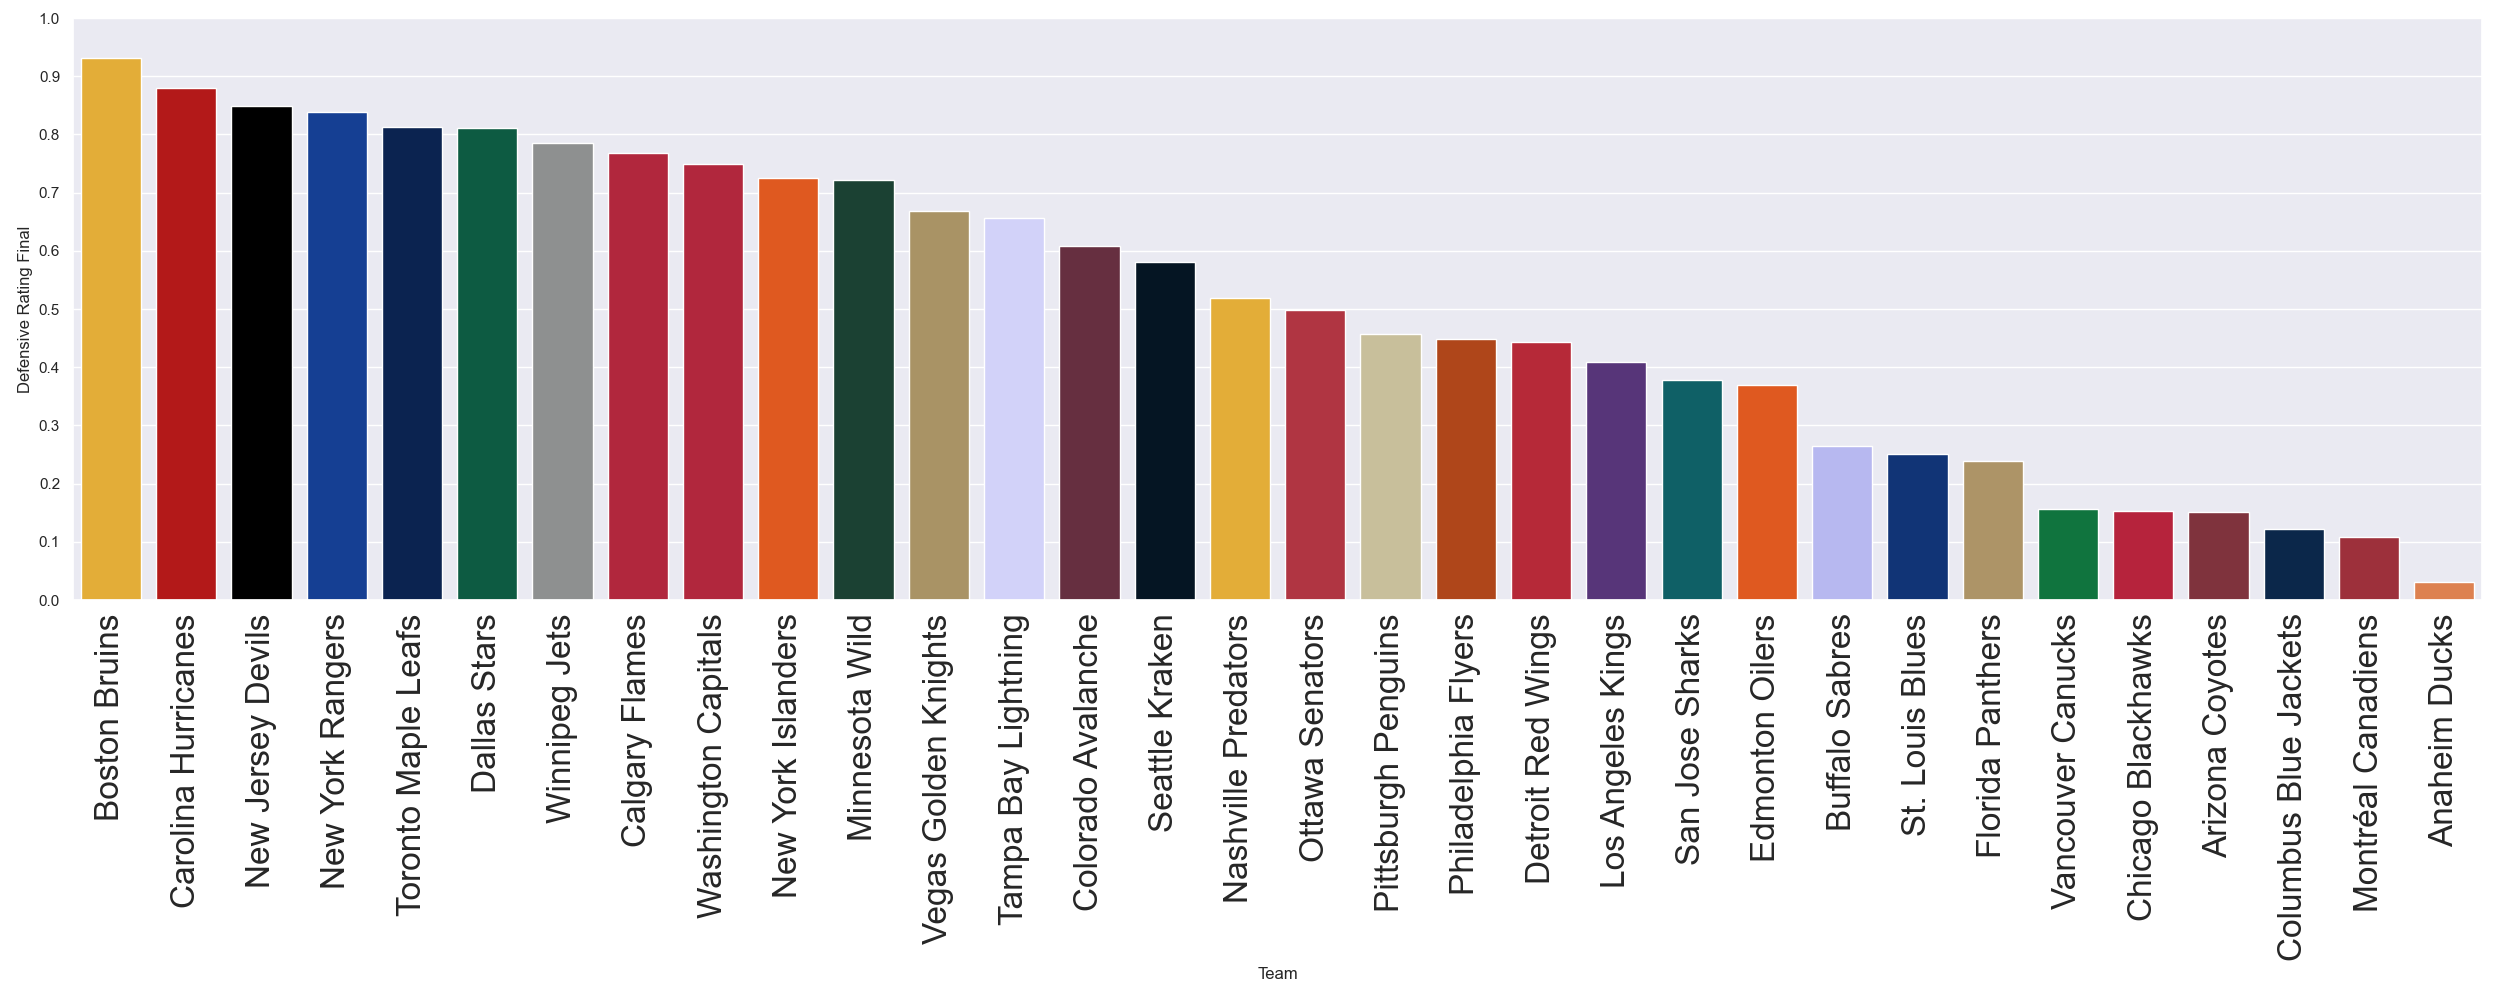 1.0
0.9
0.8
0.7
0.6
0.5
0.4
0.3
0.2
0.1
0.0
Defensive Rating Final
Boston Bruins
Carolina Hurricanes
New Jersey Devils
New York Rangers
Toronto Maple Leafs
Dallas Stars
Winnipeg Jets
Calgary Flames
Washington Capitals
New York Islanders
Minnesota Wild
Vegas Golden Knights
Tampa Bay Lightning
Colorado Avalanche
Seattle Kraken
Nashville Predators
Ottawa Senators
Pittsburgh Penguins
Philadelphia Flyers
Detroit Red Wings
Los Angeles Kings
San Jose Sharks
Edmonton Oilers
Buffalo Sabres
St. Louis Blues
Florida Panthers
Vancouver Canucks
Chicago Blackhawks
Arizona Coyotes
Columbus Blue Jackets
Montréal Canadiens
Anaheim Ducks
Team